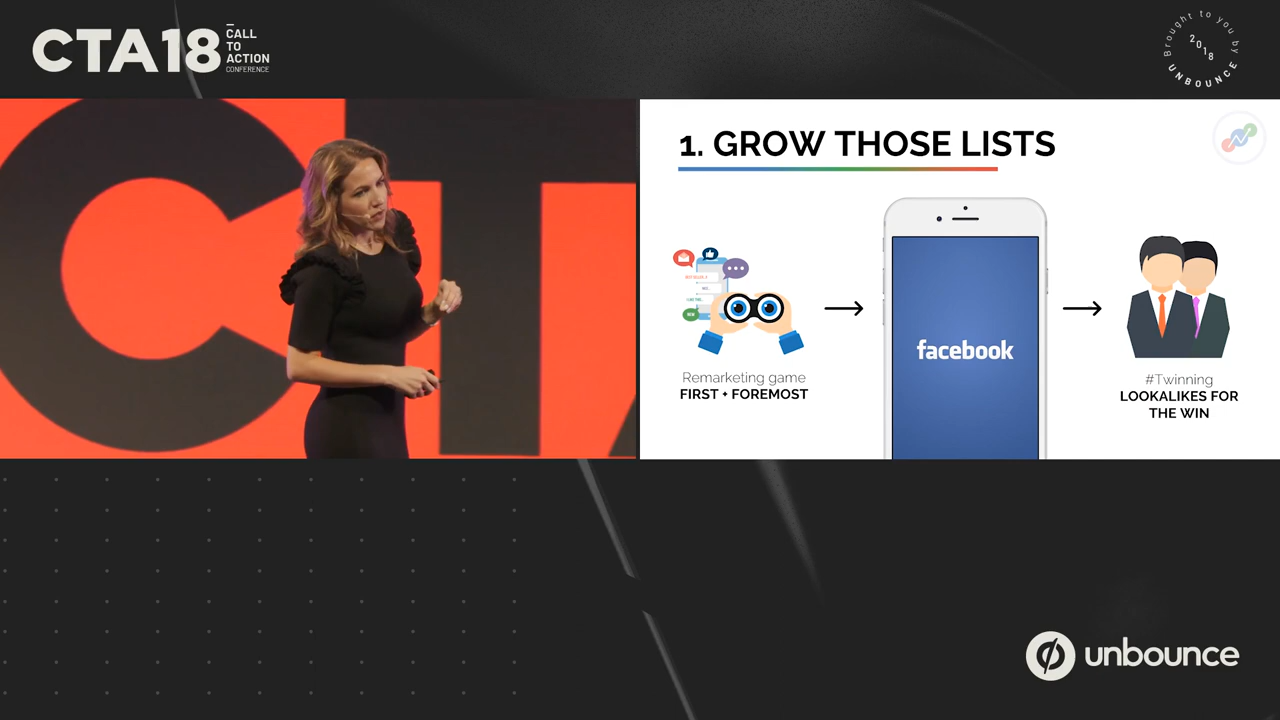 CTA18
CALL
TO
ACTION
CONFERENCE
Brought to you by
UNBOUNCE
2018
1. GROW THOSE LISTS
facebook
Remarketing game
FIRST + FOREMOST
#Twinning
LOOKALIKES FOR
THE WIN
unbounce